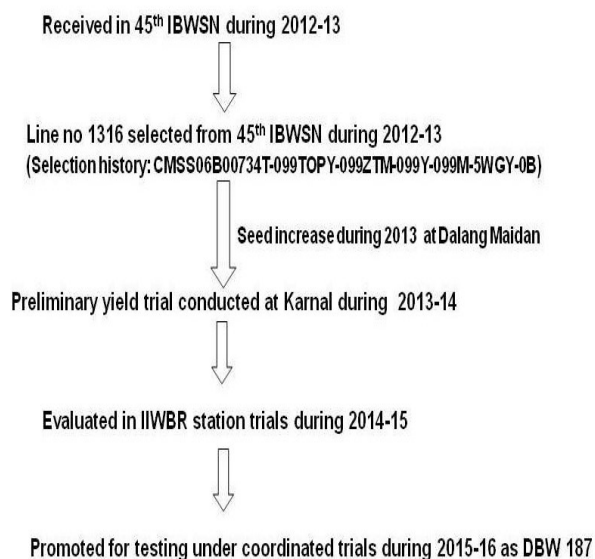 Received in 45th IBWSN during 2012-13
Line no 1316 selected from 45th IBWSN during 2012-13
(Selection history: CMSS06B00734T-099TOPY-099ZTM-099Y-099M-5WGY-0B)
Seed increase during 2013 at Dalang Maidan
Preliminary yield trial conducted at Karnal during 2013-14
Evaluated in IIWBR station trials during 2014-15
Promoted for testing under coordinated trials during 2015-16 as DBW 187